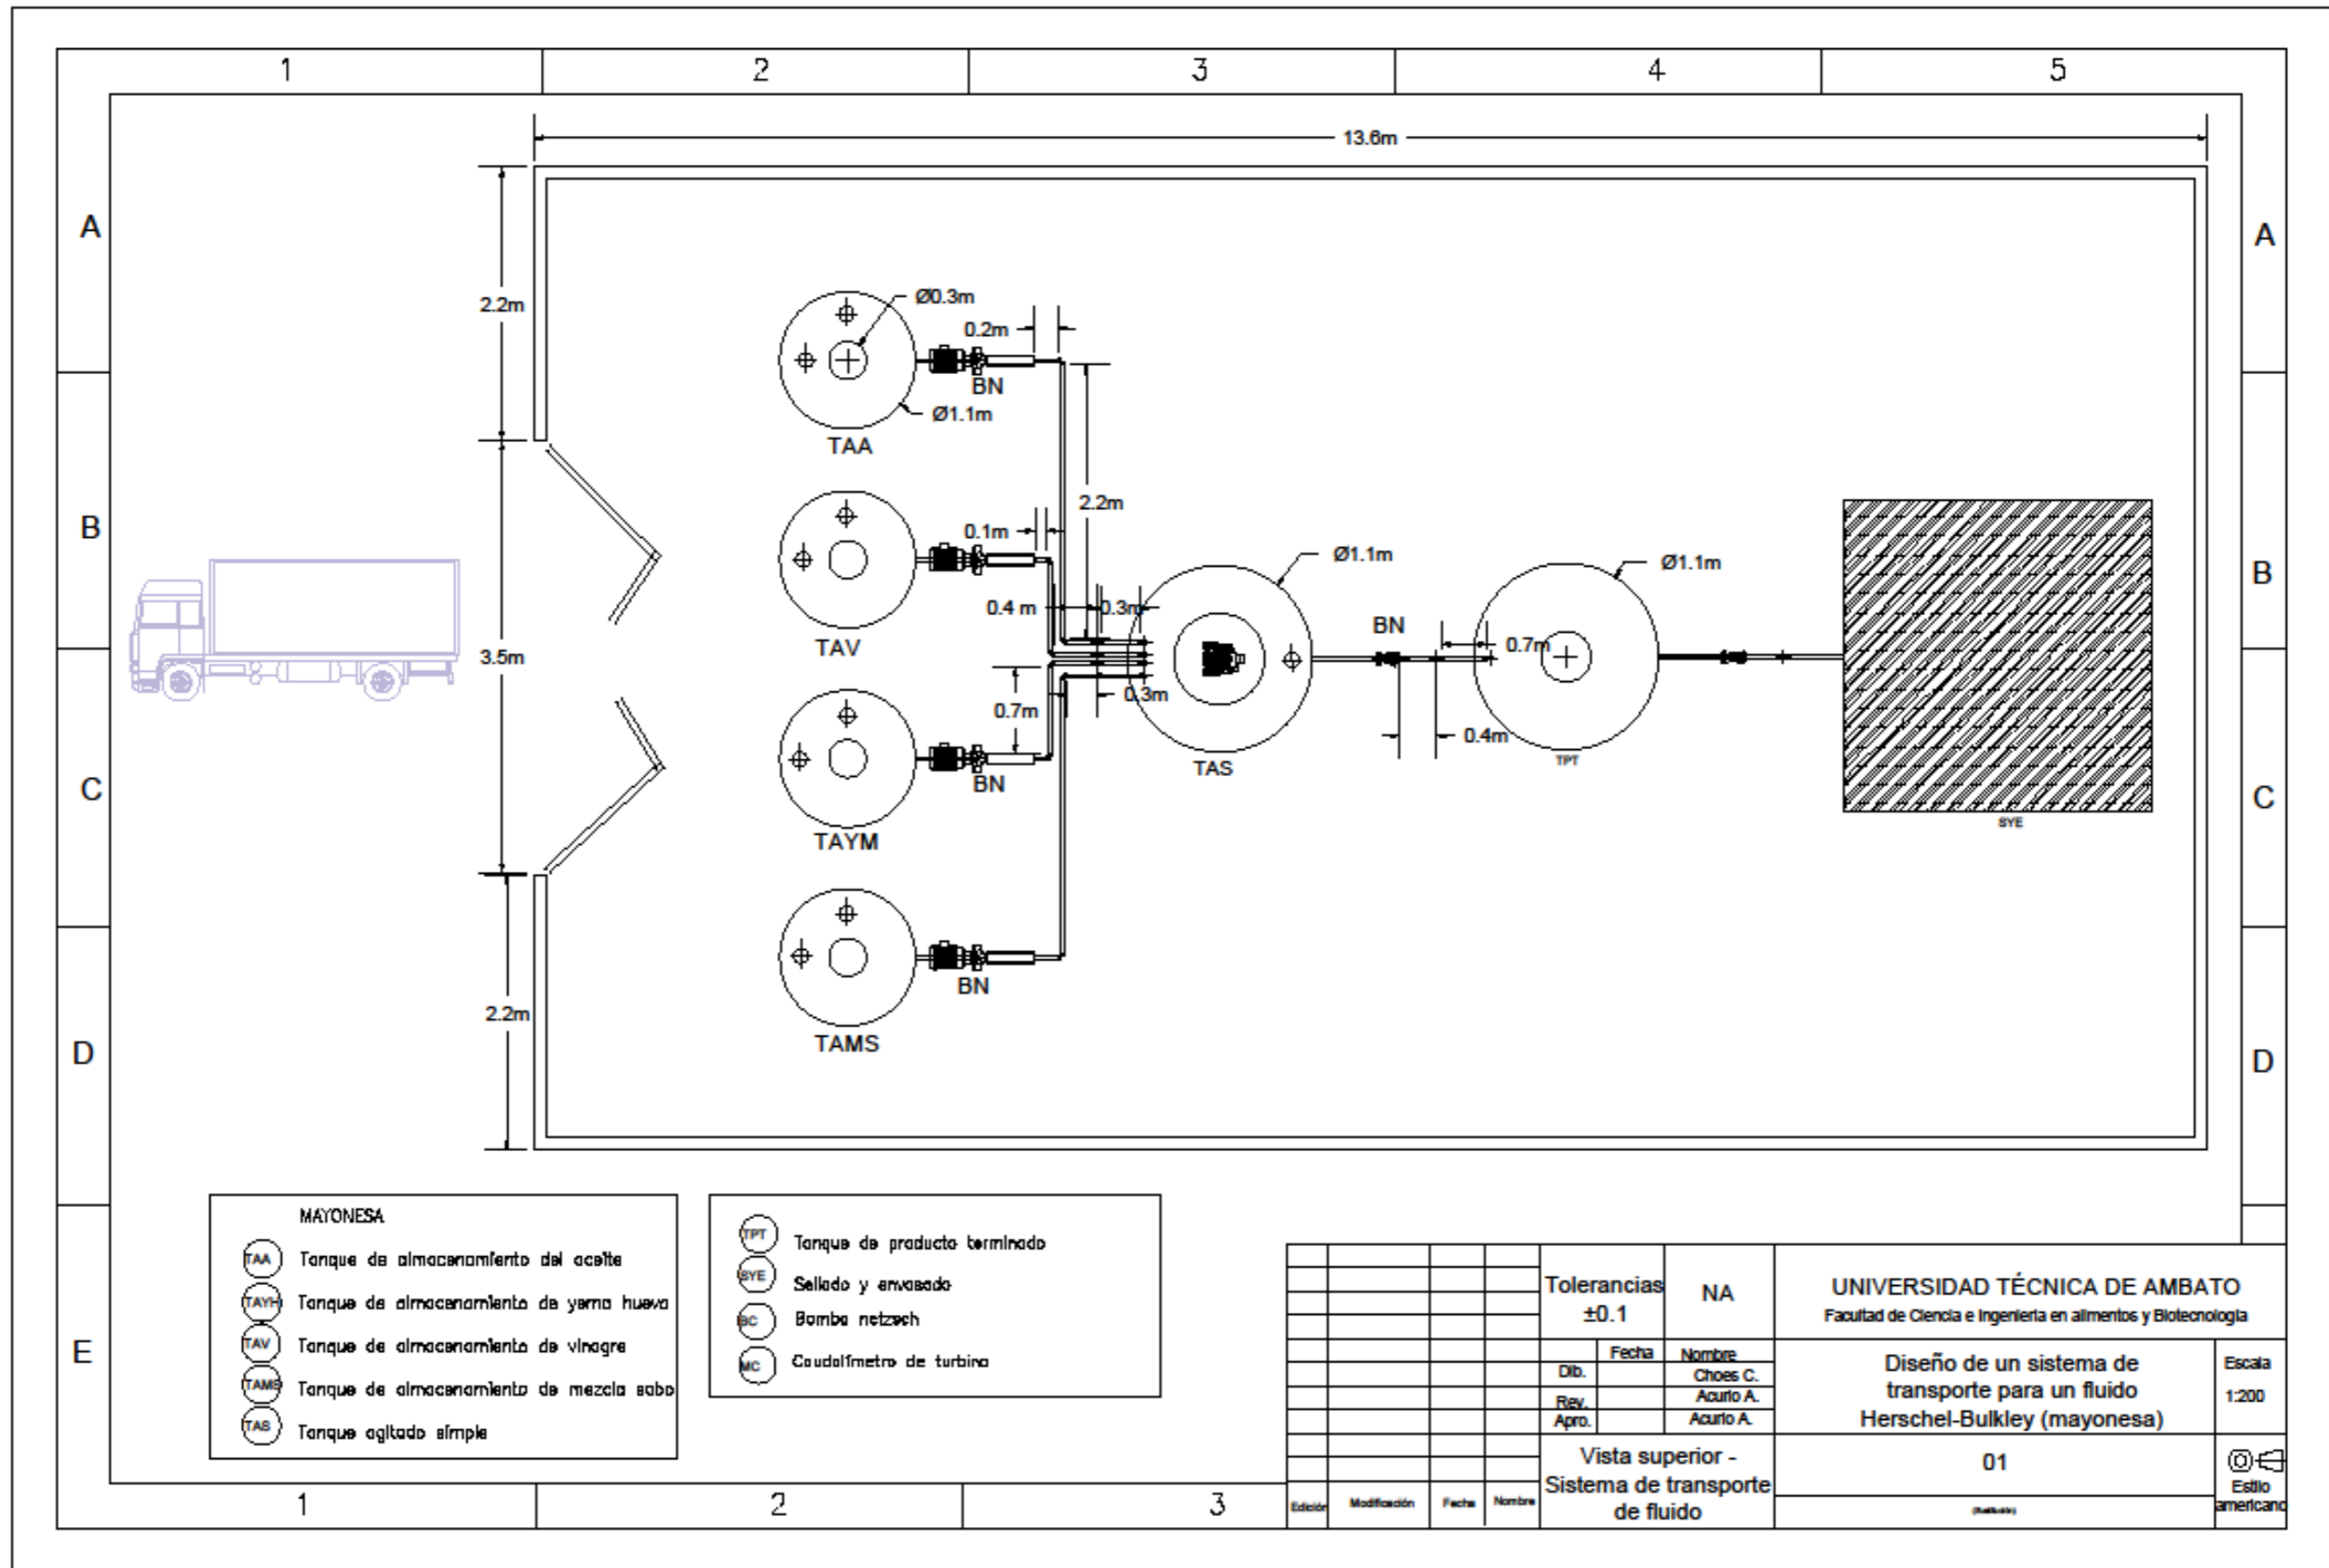 1 2 3 4 5
13.6m
A A
2.2m
Ø0.3m
0.2m
BN
Ø1.1m
TAA
B B
2.2m
0.1m
Ø1.1m
Ø1.1m
0.4 m
0.3m
BN
TAV
3.5m
0.7m
0.3m
0.7m
0.4m
TAS
TPT
BN
C C
SYE
TAYM
BN
2.2m
TAMS
D D
MAYONESA
TAA Tanque de almacenamiento del aceite
TAYH Tanque de almacenamiento de yema huevo
TAV Tanque de almacenamiento de vinagre
TAMS Tanque de almacenamiento de mezcla sabo
TAS Tanque agitado simple
TPT Tanque de producto terminado
SYE Sellado y envasado
BC Bomba netzsch
MC Caudalímetro de turbina
E
Tolerancias
±0.1
NA
UNIVERSIDAD TÉCNICA DE AMBATO
Facultad de Ciencia e Ingeniería en alimentos y Biotecnología
Fecha Nombre
Dib. Choes C.
Rev. Acurio A.
Apro. Acurio A.
Diseño de un sistema de
transporte para un fluido
Herschel-Bulkley (mayonesa)
Escala
1:200
Vista superior -
Sistema de transporte
de fluido
01
Estilo
americano
Edición Modificación Fecha Nombre
1 2 3